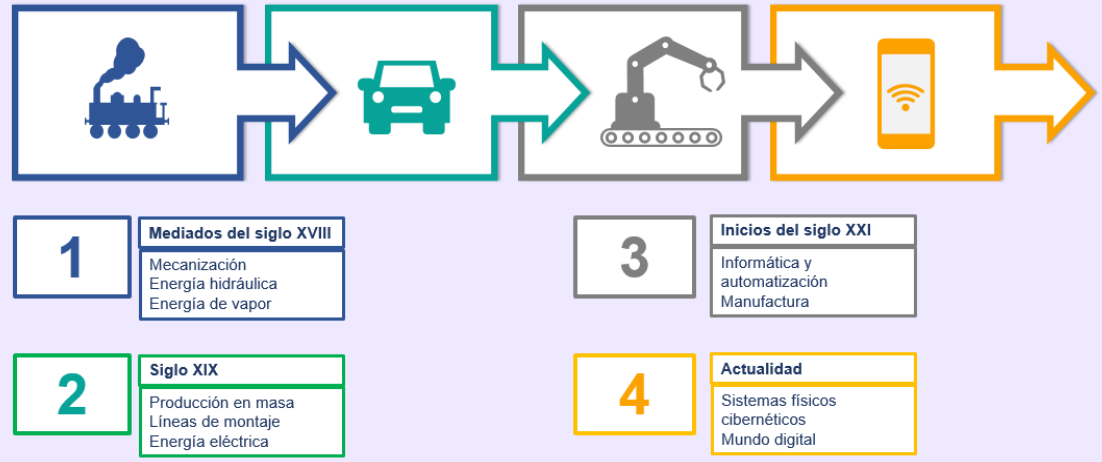 1
Mediados del siglo XVIII
Mecanización
Energía hidráulica
Energía de vapor
2
Siglo XIX
Producción en masa
Líneas de montaje
Energía eléctrica
3
Inicios del siglo XXI
Informática y
automatización
Manufactura
4
Actualidad
Sistemas físicos
cibernéticos
Mundo digital